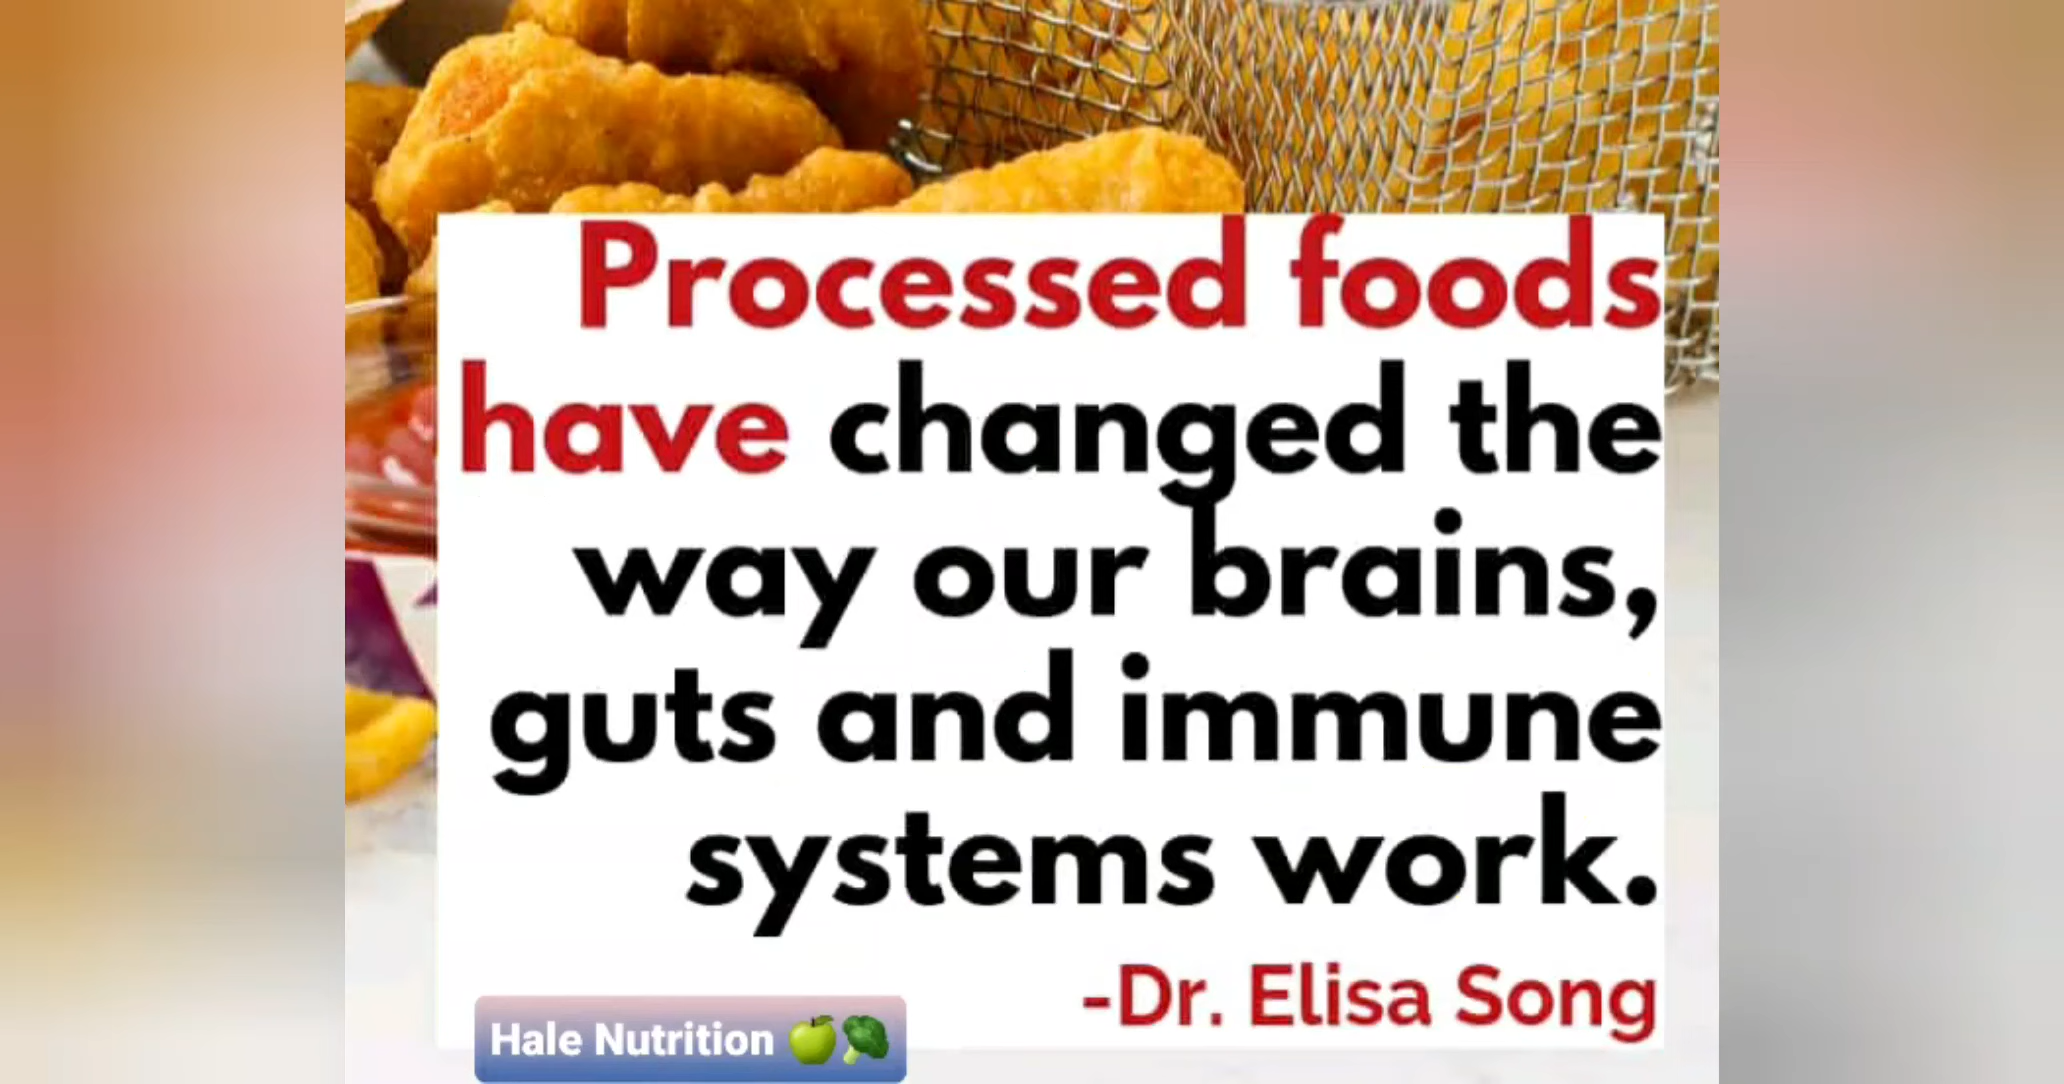 Processed foods
have changed the
way our brains,
guts and immune
systems work.
-Dr. Elisa Song
Hale Nutrition 🍏🥦